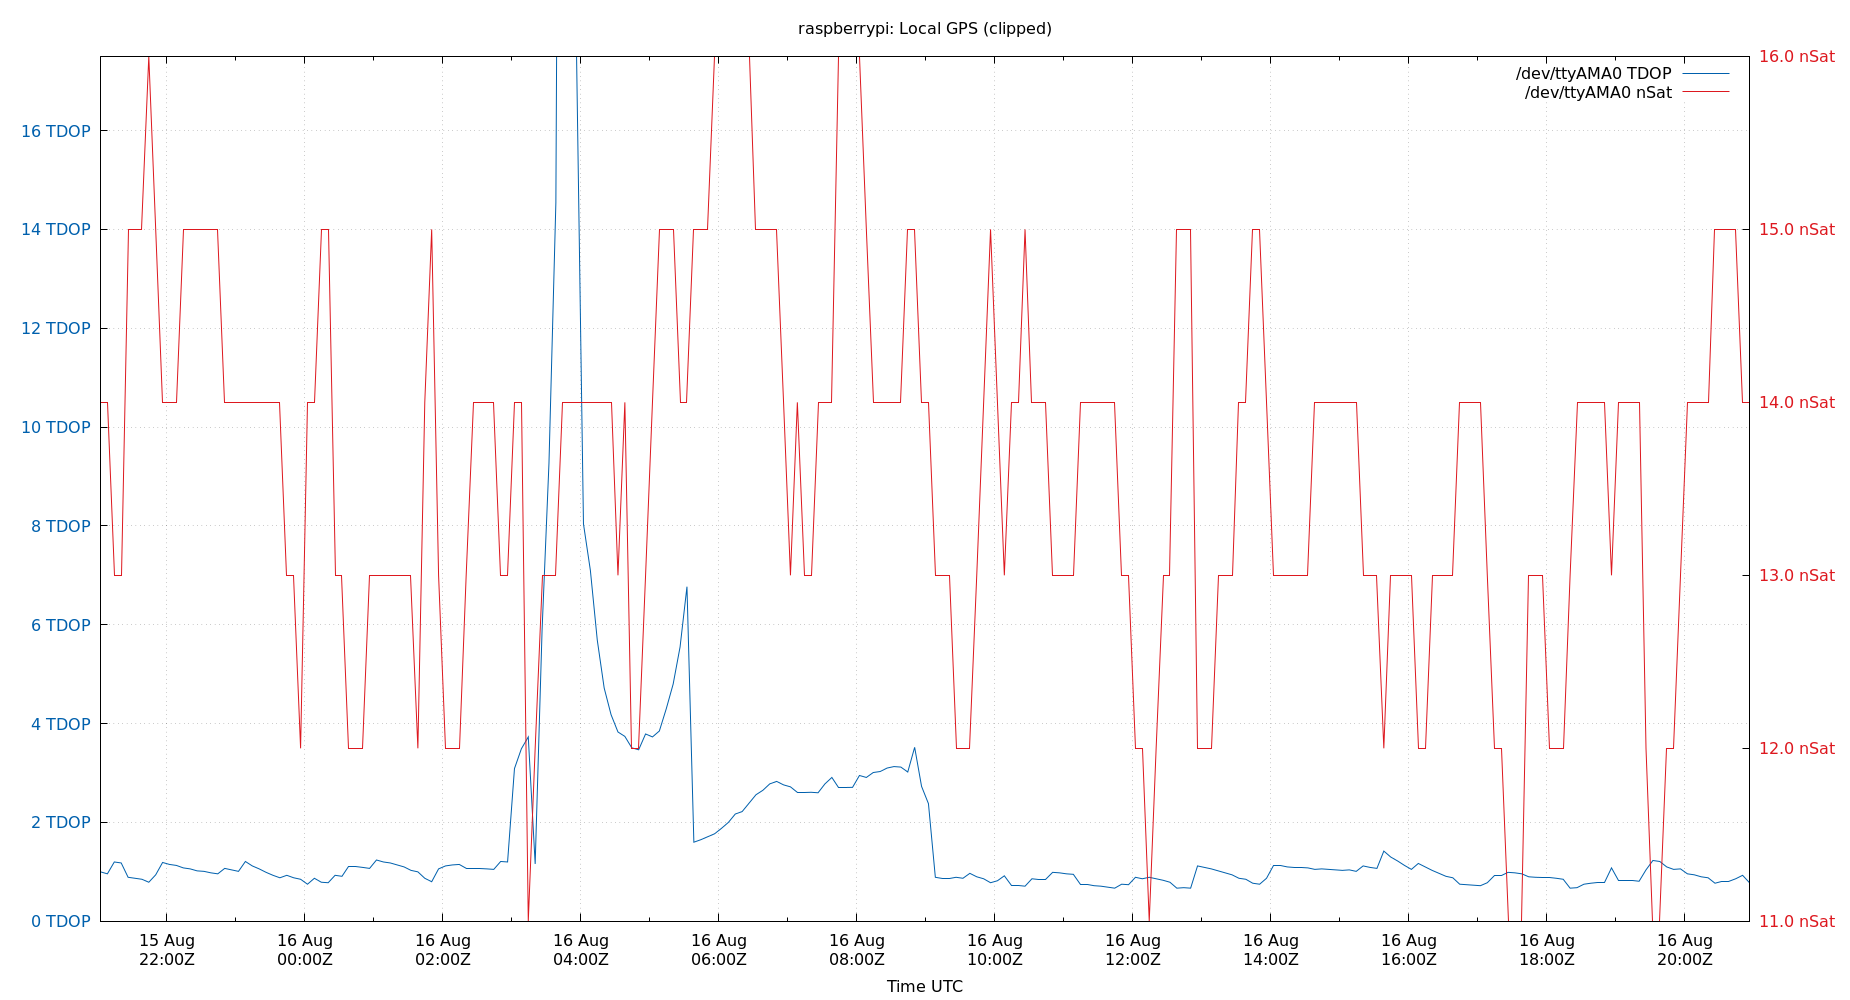 raspberrypi: Local GPS (clipped)
/dev/ttyAMA0 TDOP
/dev/ttyAMA0 nSat
16 TDOP
14 TDOP
12 TDOP
10 TDOP
8 TDOP
6 TDOP
4 TDOP
2 TDOP
0 TDOP
16.0 nSat
15.0 nSat
14.0 nSat
13.0 nSat
12.0 nSat
11.0 nSat
15 Aug
22:00Z
16 Aug
00:00Z
16 Aug
02:00Z
16 Aug
04:00Z
16 Aug
06:00Z
16 Aug
08:00Z
16 Aug
10:00Z
16 Aug
12:00Z
16 Aug
14:00Z
16 Aug
16:00Z
16 Aug
18:00Z
16 Aug
20:00Z
Time UTC